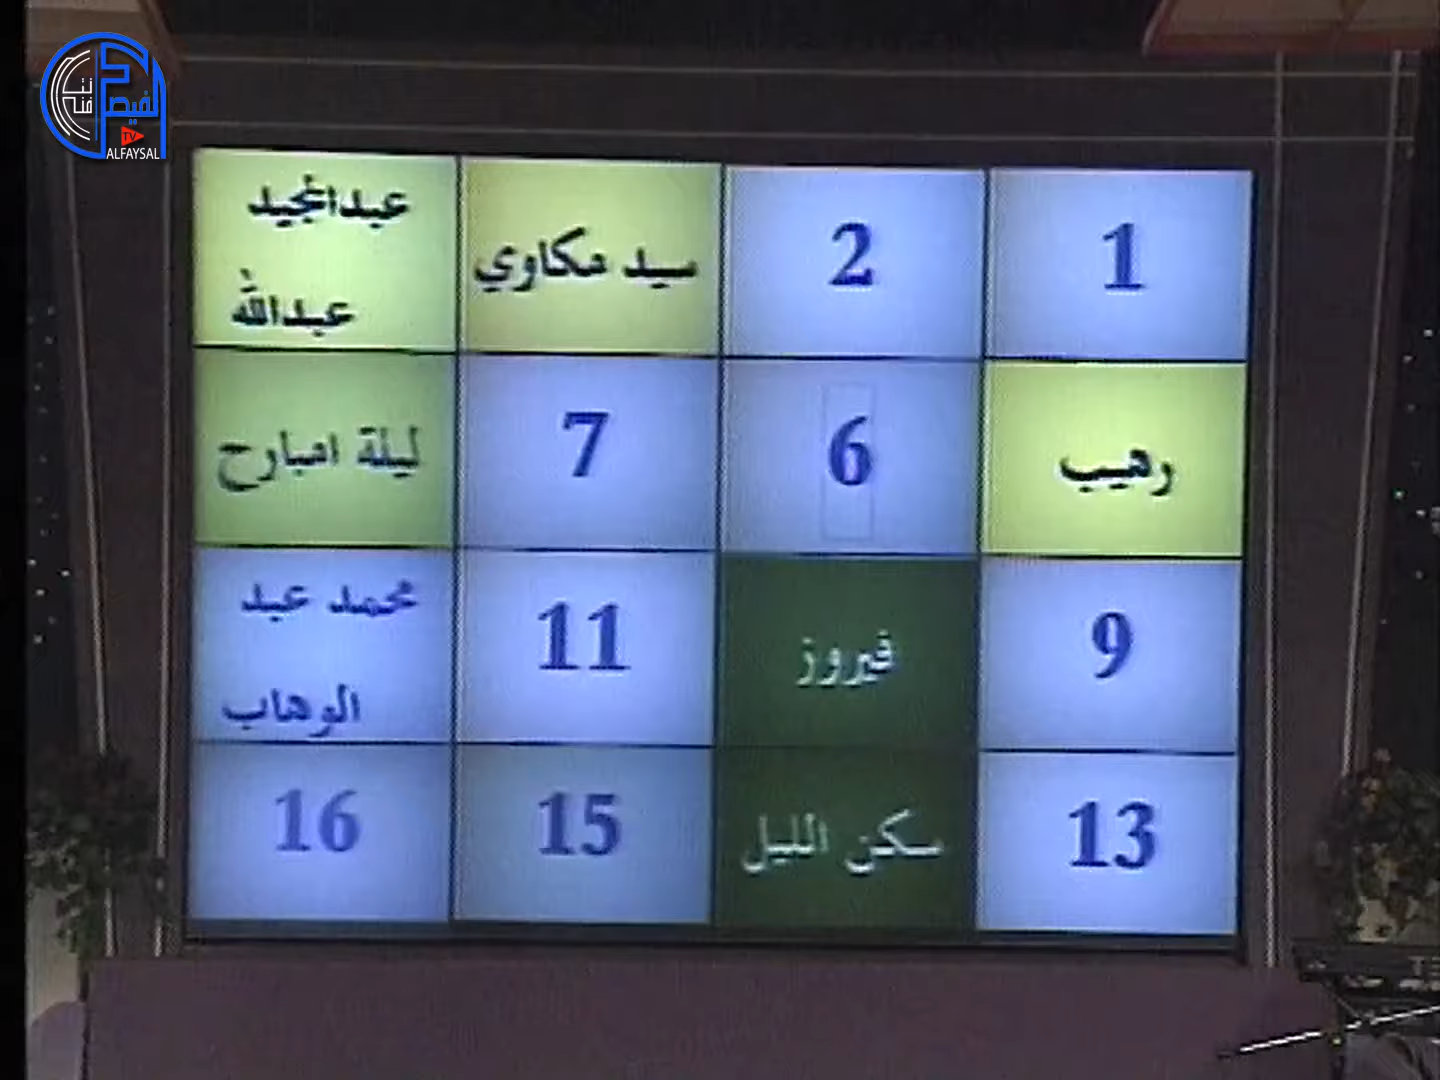 الفيصل
فنية
TV
ALFAYSAL
1
2
سيد مكاوي
عبدالمجيد
عبدالله
رهيب
6
7
ليلة امبارح
9
فيروز
11
محمد عبد
الوهاب
13
سكن الليل
15
16